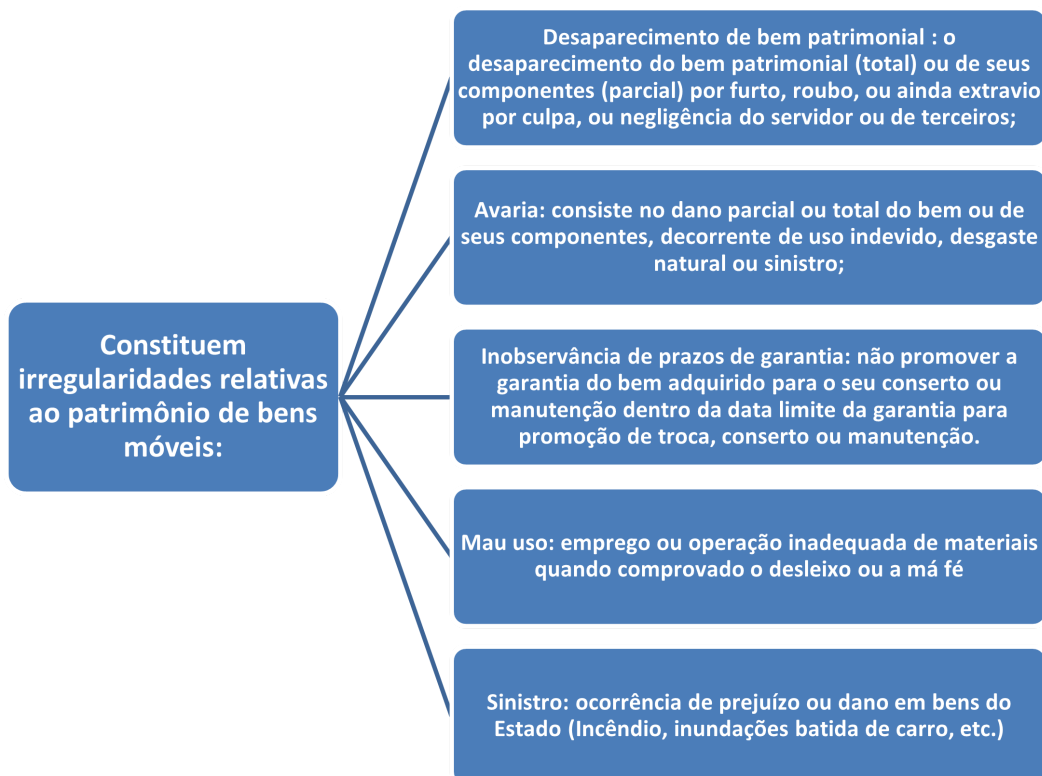 Constituem
irregularidades relativas
ao patrimônio de bens
móveis:
Desaparecimento de bem patrimonial : o
desaparecimento do bem patrimonial (total) ou de seus
componentes (parcial) por furto, roubo, ou ainda extravio
por culpa, ou negligência do servidor ou de terceiros;
Avaria: consiste no dano parcial ou total do bem ou de
seus componentes, decorrente de uso indevido, desgaste
natural ou sinistro;
Inobservância de prazos de garantia: não promover a
garantia do bem adquirido para o seu conserto ou
manutenção dentro da data limite da garantia para
promoção de troca, conserto ou manutenção.
Mau uso: emprego ou operação inadequada de materiais
quando comprovado o desleixo ou a má fé
Sinistro: ocorrência de prejuízo ou dano em bens do
Estado (Incêndio, inundações batida de carro, etc.)